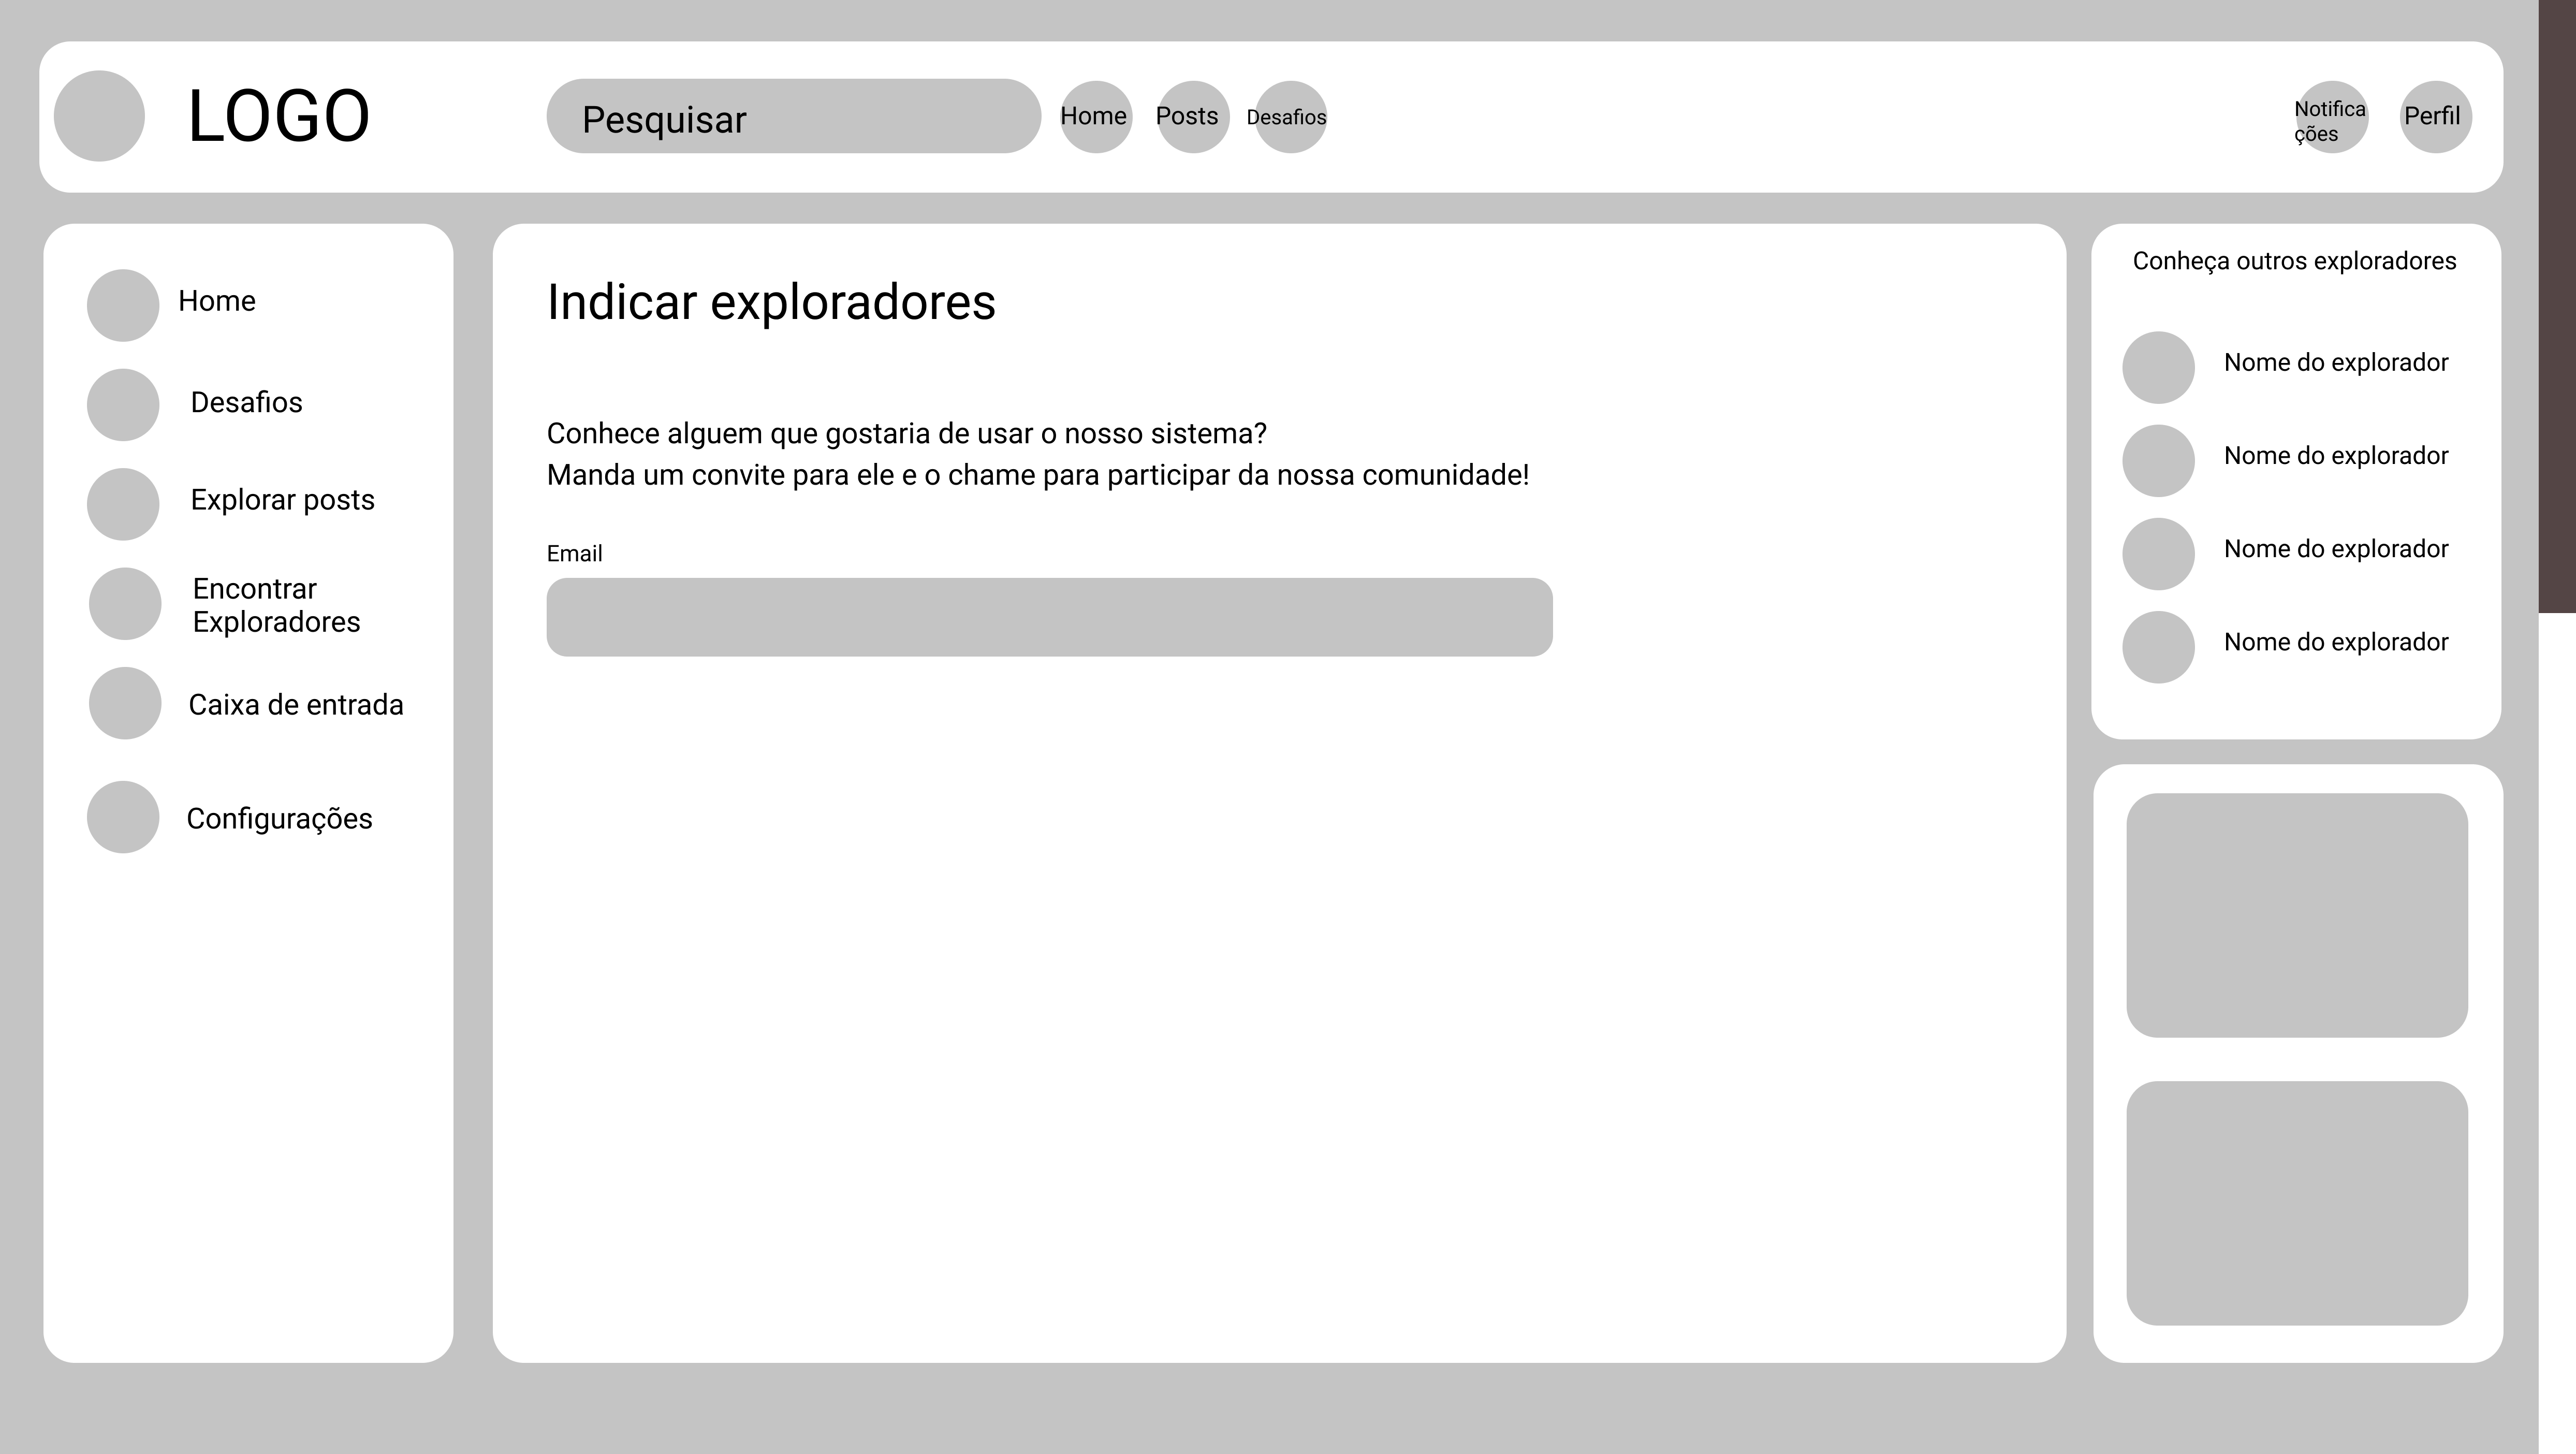 LOGO
Pesquisar
Home
Posts
Desafios
Notifica
ções
Perfil
Home
Desafios
Explorar posts
Encontrar
Exploradores
Caixa de entrada
Configurações
Indicar exploradores
Conhece alguem que gostaria de usar o nosso sistema?
Manda um convite para ele e o chame para participar da nossa comunidade!
Email
Conheça outros exploradores
Nome do explorador
Nome do explorador
Nome do explorador
Nome do explorador